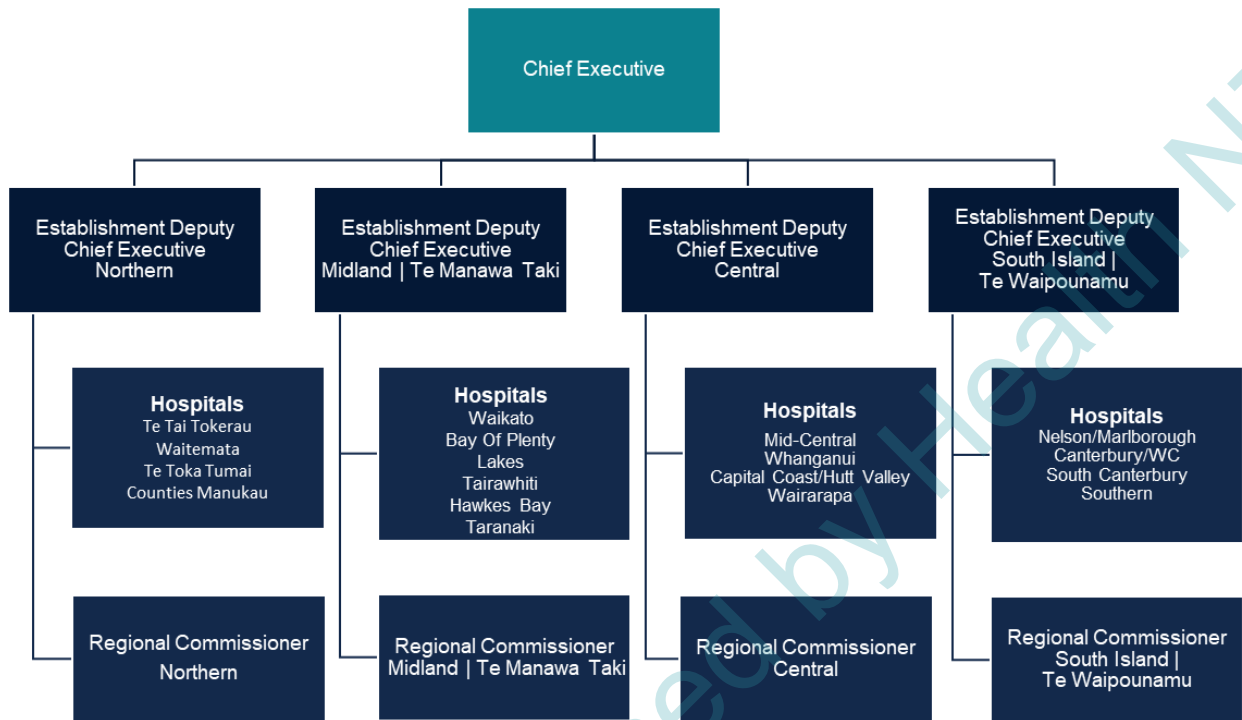 Chief Executive
Establishment Deputy
Chief Executive
Northern
Establishment Deputy
Chief Executive
Midland | Te Manawa Taki
Establishment Deputy
Chief Executive
Central
Establishment Deputy
Chief Executive
South Island |
Te Waipounamu
Hospitals
Te Tai Tokerau
Waitemata
Te Toka Tumai
Counties Manukau
Hospitals
Waikato
Bay Of Plenty
Lakes
Tairawhiti
Hawkes Bay
Taranaki
Hospitals
Mid-Central
Whanganui
Capital Coast/Hutt Valley
Wairarapa
Hospitals
Nelson/Marlborough
Canterbury/WC
South Canterbury
Southern
Regional Commissioner
Northern
Regional Commissioner
Midland | Te Manawa Taki
Regional Commissioner
Central
Regional Commissioner
South Island |
Te Waipounamu
by Health